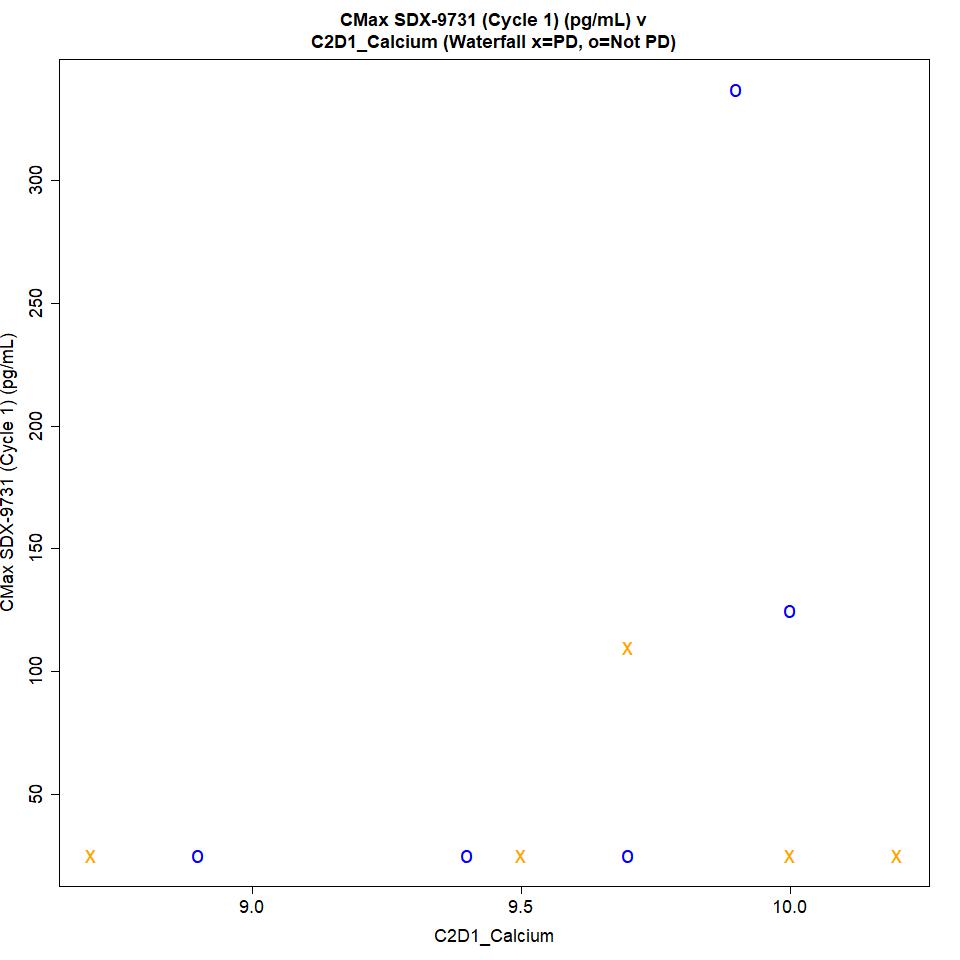 CMax SDX-9731 (Cycle 1) (pg/mL) v
C2D1_Calcium (Waterfall x=PD, o=Not PD)
CMax SDX-9731 (Cycle 1) (pg/mL)
300
250
200
150
100
50
O
O
X
X
O
O
X
O
X
X
9.0
9.5
10.0
C2D1_Calcium